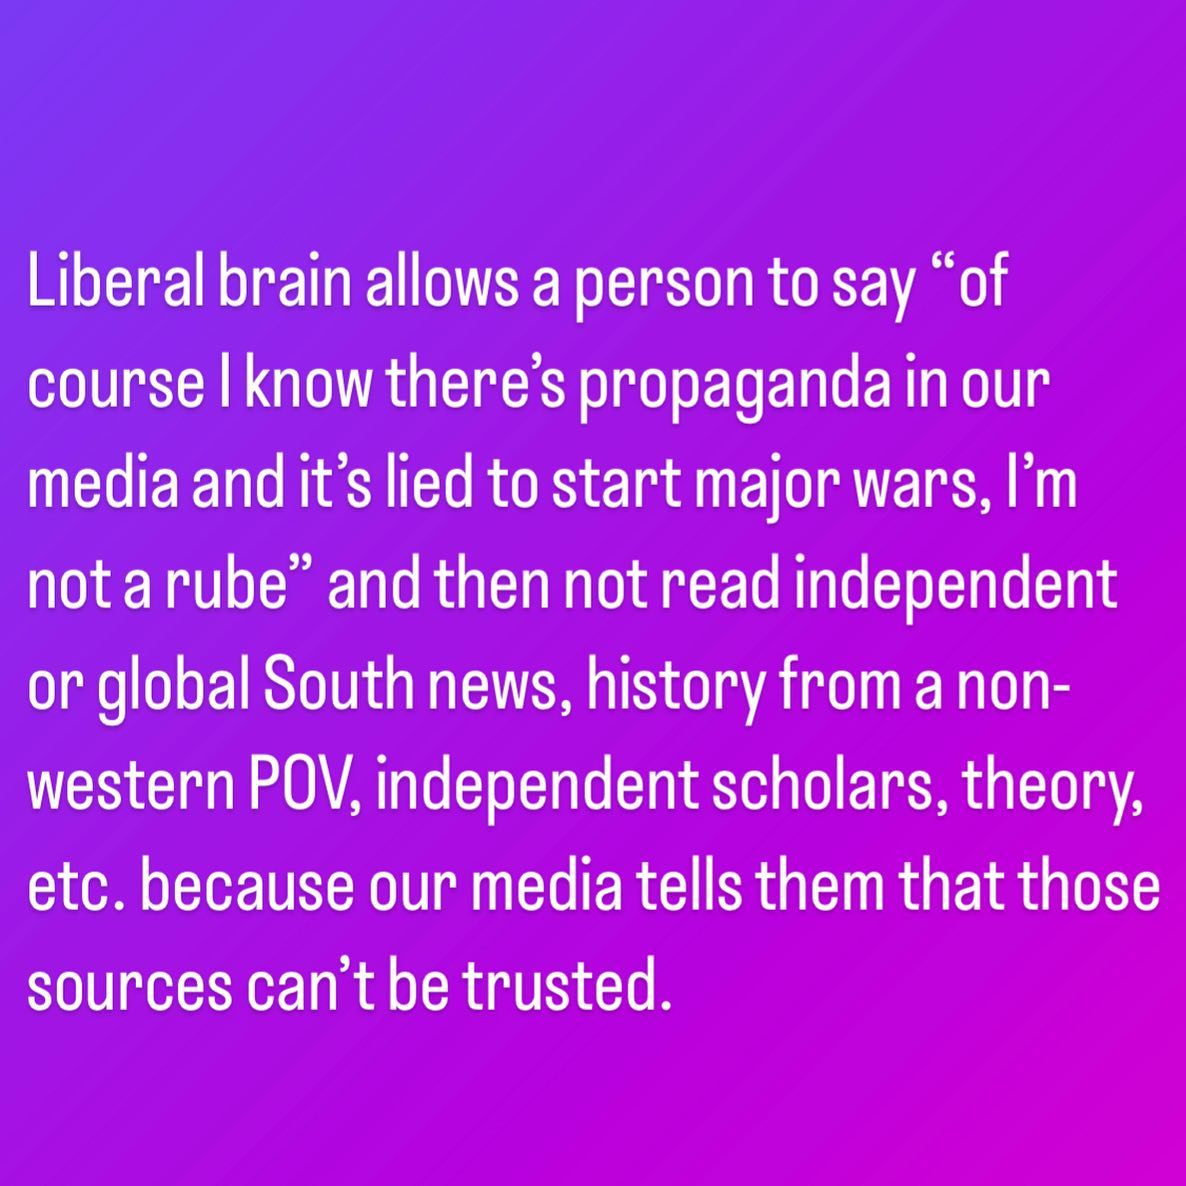 Liberal brain allows a person to say “of
course I know there’s propaganda in our
media and it’s lied to start major wars, I’m
not a rube” and then not read independent
or global South news, history from a non-
western POV, independent scholars, theory,
etc. because our media tells them that those
sources can’t be trusted.